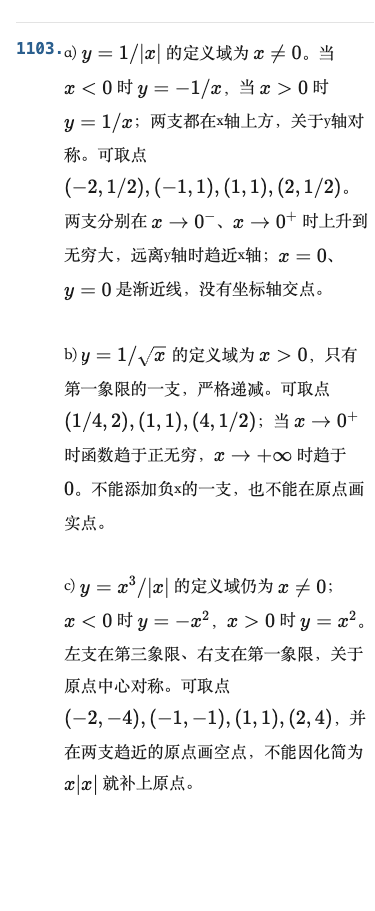 1103. a) y = 1/|x| 的定义域为 x ≠ 0。当
x < 0 时 y = −1/x，当 x > 0 时
y = 1/x；两支都在x轴上方，关于y轴对
称。可取点
(−2, 1/2), (−1, 1), (1, 1), (2, 1/2)。
两支分别在 x → 0⁻、x → 0⁺ 时上升到
无穷大，远离y轴时趋近x轴；x = 0、
y = 0 是渐近线，没有坐标轴交点。
b) y = 1/√x 的定义域为 x > 0，只有
第一象限的一支，严格递减。可取点
(1/4, 2), (1, 1), (4, 1/2)；当 x → 0⁺
时函数趋于正无穷，x → +∞ 时趋于
0。不能添加负x的一支，也不能在原点画
实点。
c) y = x³/|x| 的定义域仍为 x ≠ 0；
x < 0 时 y = −x²，x > 0 时 y = x²。
左支在第三象限、右支在第一象限，关于
原点中心对称。可取点
(−2, −4), (−1, −1), (1, 1), (2, 4)，并
在两支趋近的原点画空点，不能因化简为
x|x| 就补上原点。